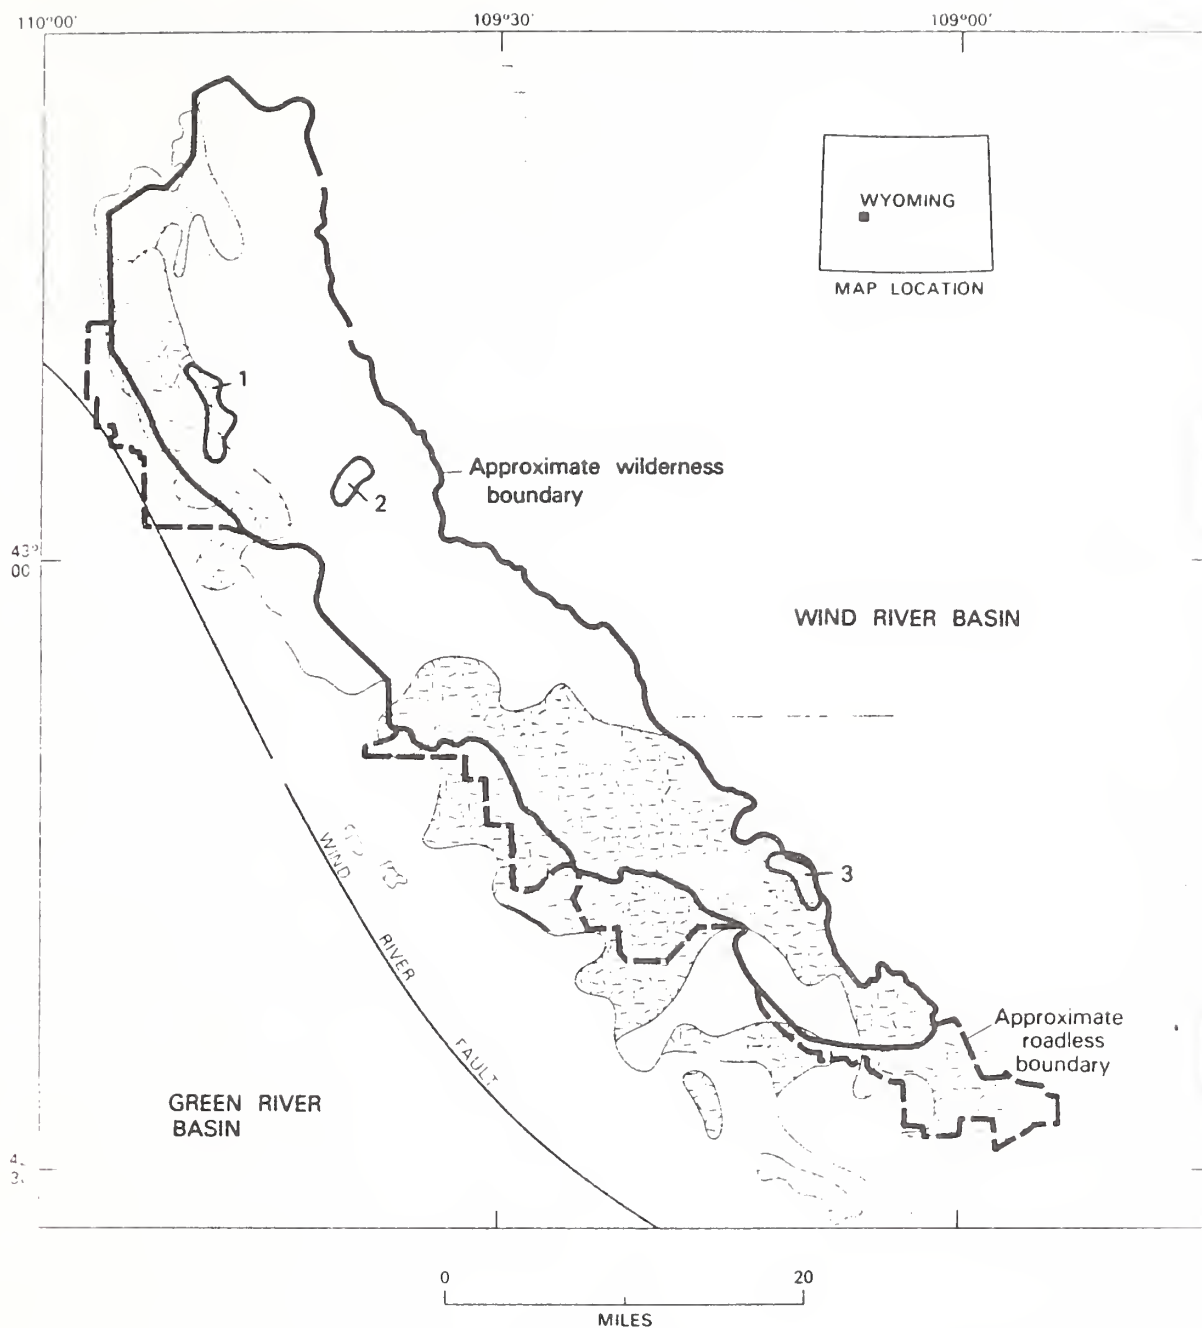 110°00'
109°30'
109°00'
WYOMING
MAP LOCATION
1
Approximate wilderness
boundary
2
43°
00'
WIND RIVER BASIN
3
WIND
RIVER
FAULT
Approximate
roadless
boundary
GREEN RIVER
BASIN
0
20
MILES